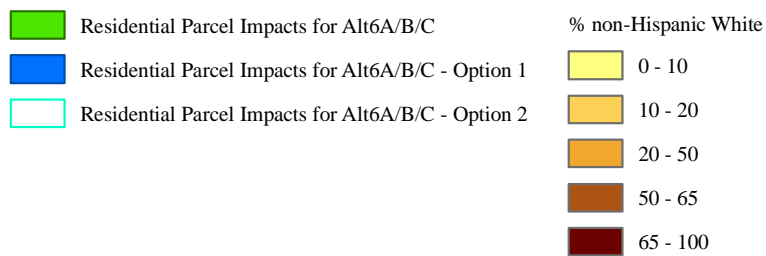 Residential Parcel Impacts for Alt6A/B/C
Residential Parcel Impacts for Alt6A/B/C - Option 1
Residential Parcel Impacts for Alt6A/B/C - Option 2
% non-Hispanic White
0 - 10
10 - 20
20 - 50
50 - 65
65 - 100